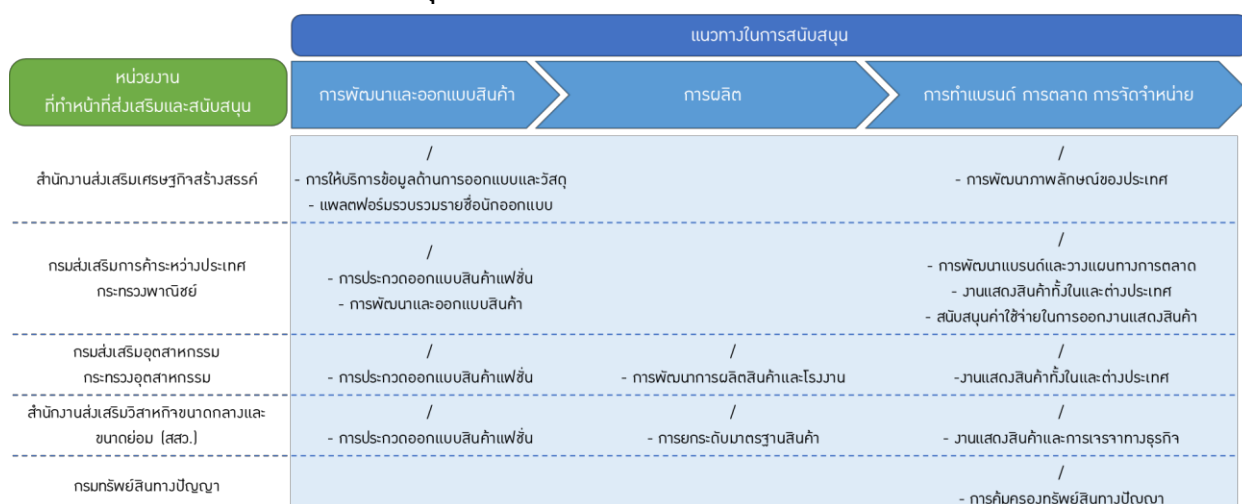 แนวทางในการสนับสนุน
หน่วยงาน
ที่ทำหน้าที่ส่งเสริมและสนับสนุน
การพัฒนาและออกแบบสินค้า
การผลิต
การทำแบรนด์ การตลาด การจัดจำหน่าย
สำนักงานส่งเสริมเศรษฐกิจสร้างสรรค์
/
- การให้บริการข้อมูลด้านการออกแบบและวัสดุ
- แพลตฟอร์มรวบรวมรายชื่อนักออกแบบ
/
- การพัฒนาภาพลักษณ์ของประเทศ
กรมส่งเสริมการค้าระหว่างประเทศ
กระทรวงพาณิชย์
/
- การประกวดออกแบบสินค้าแฟชั่น
- การพัฒนาและออกแบบสินค้า
/
- การพัฒนาแบรนด์และวางแผนทางการตลาด
- งานแสดงสินค้าทั้งในและต่างประเทศ
- สนับสนุนค่าใช้จ่ายในการออกงานแสดงสินค้า
กรมส่งเสริมอุตสาหกรรม
กระทรวงอุตสาหกรรม
/
- การประกวดออกแบบสินค้าแฟชั่น
/
- การพัฒนาการผลิตสินค้าและโรงงาน
/
-งานแสดงสินค้าทั้งในและต่างประเทศ
สำนักงานส่งเสริมวิสาหกิจขนาดกลางและ
ขนาดย่อม (สสว.)
/
- การประกวดออกแบบสินค้าแฟชั่น
/
- การยกระดับมาตรฐานสินค้า
/
- งานแสดงสินค้าและการเจรจาทางธุรกิจ
กรมทรัพย์สินทางปัญญา
/
- การคุ้มครองทรัพย์สินทางปัญญา